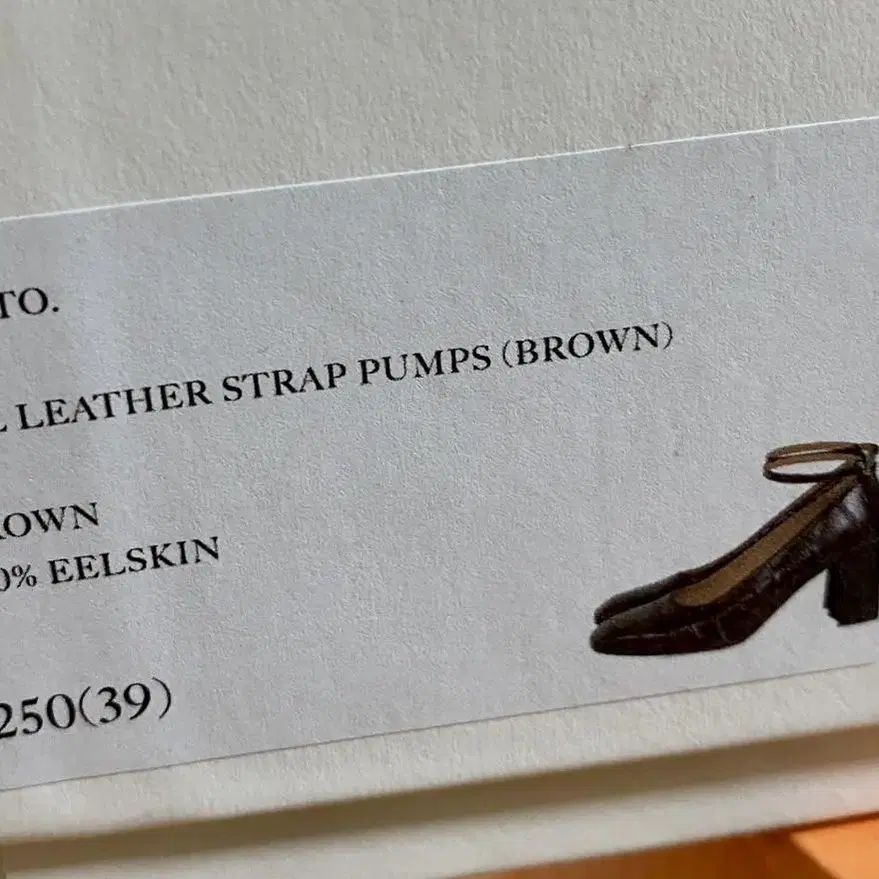 TO.
LEATHER STRAP PUMPS (BROWN)
ROWN
0% EELSKIN
250(39)